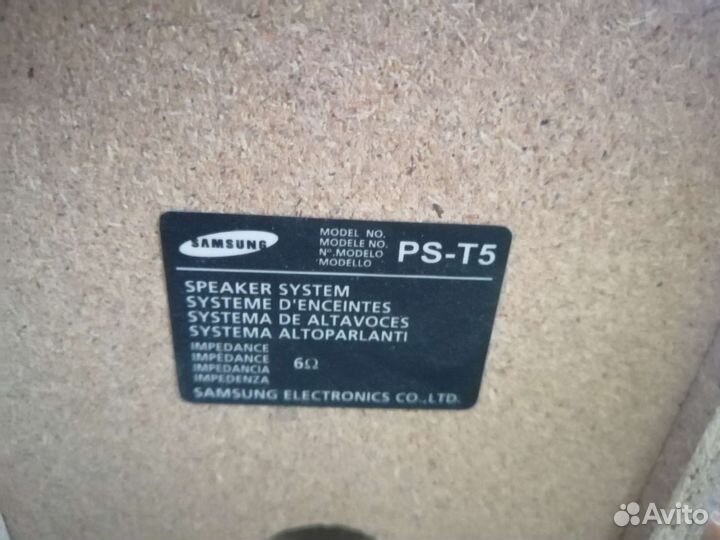 SAMSUNG
MODEL NO.
MODELE NO.
Nº.MODELO
MODELLO
PS-T5
SPEAKER SYSTEM
SYSTEME D'ENCEINTES
SYSTEMA DE ALTAVOCES
SYSTEMA ALTOPARLANTI
IMPEDANCE
IMPEDANCE
IMPEDANCIA
IMPEDENZA
6Ω
SAMSUNG ELECTRONICS CO.,LTD.
Avito